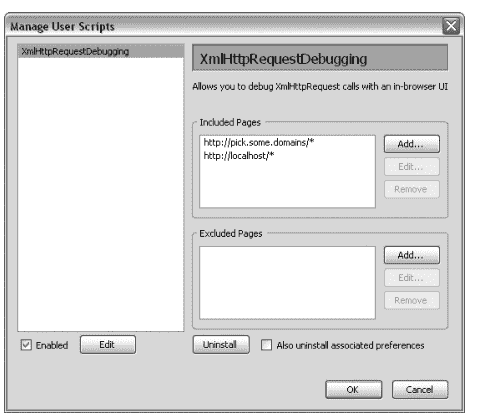 Manage User Scripts
XmlHttpRequestDebugging
XmlHttpRequestDebugging
Allows you to debug XmlHttpRequest calls with an in-browser UI
Included Pages
http://pick.some.domains/*
http://localhost/*
Add...
Edit...
Remove
Excluded Pages
Add...
Edit...
Remove
Enabled
Edit
Uninstall
Also uninstall associated preferences
OK
Cancel